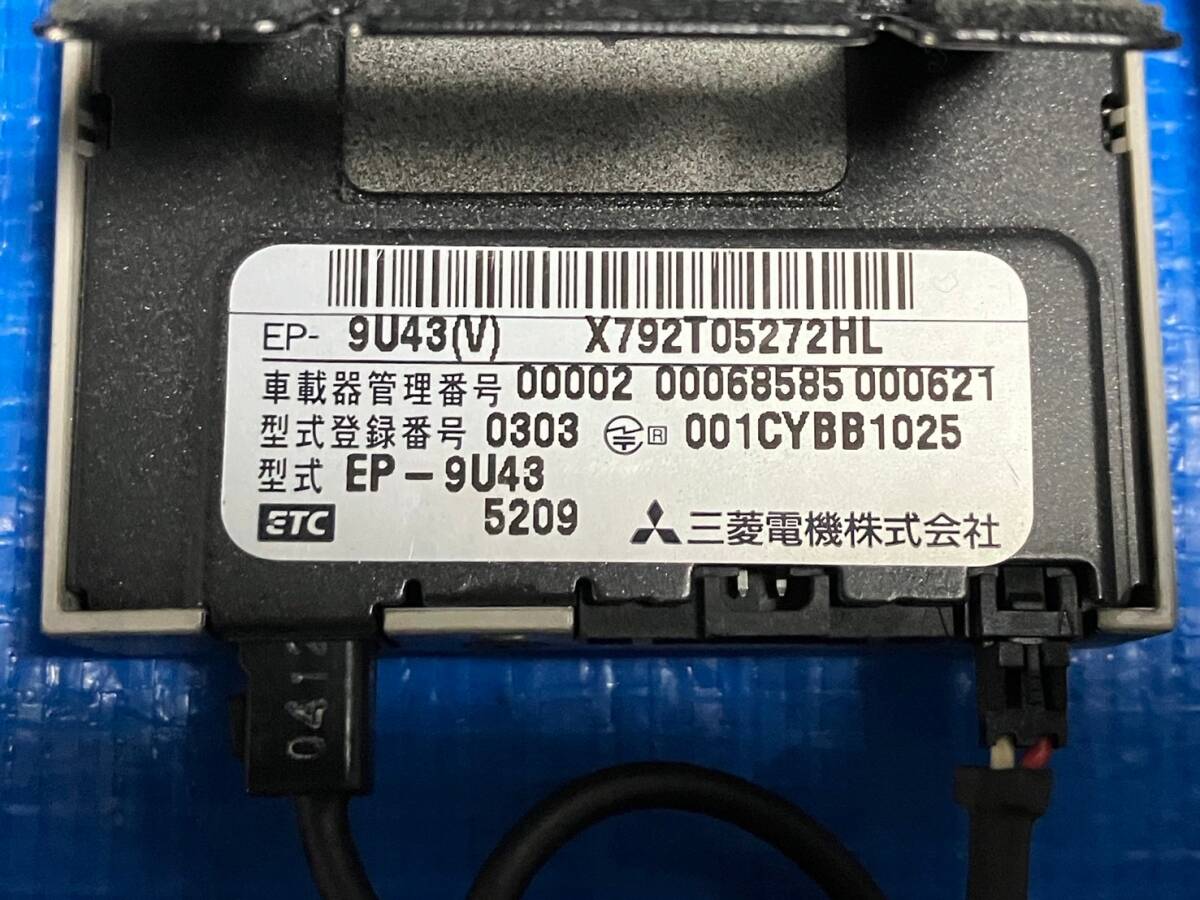 EP- 9U43(V) X792T05272HL
車載器管理番号 00002 00068585 000621
型式登録番号 0303 R 001CYBB1025
型式 EP-9U43
ETC 5209 三菱電機株式会社
0412